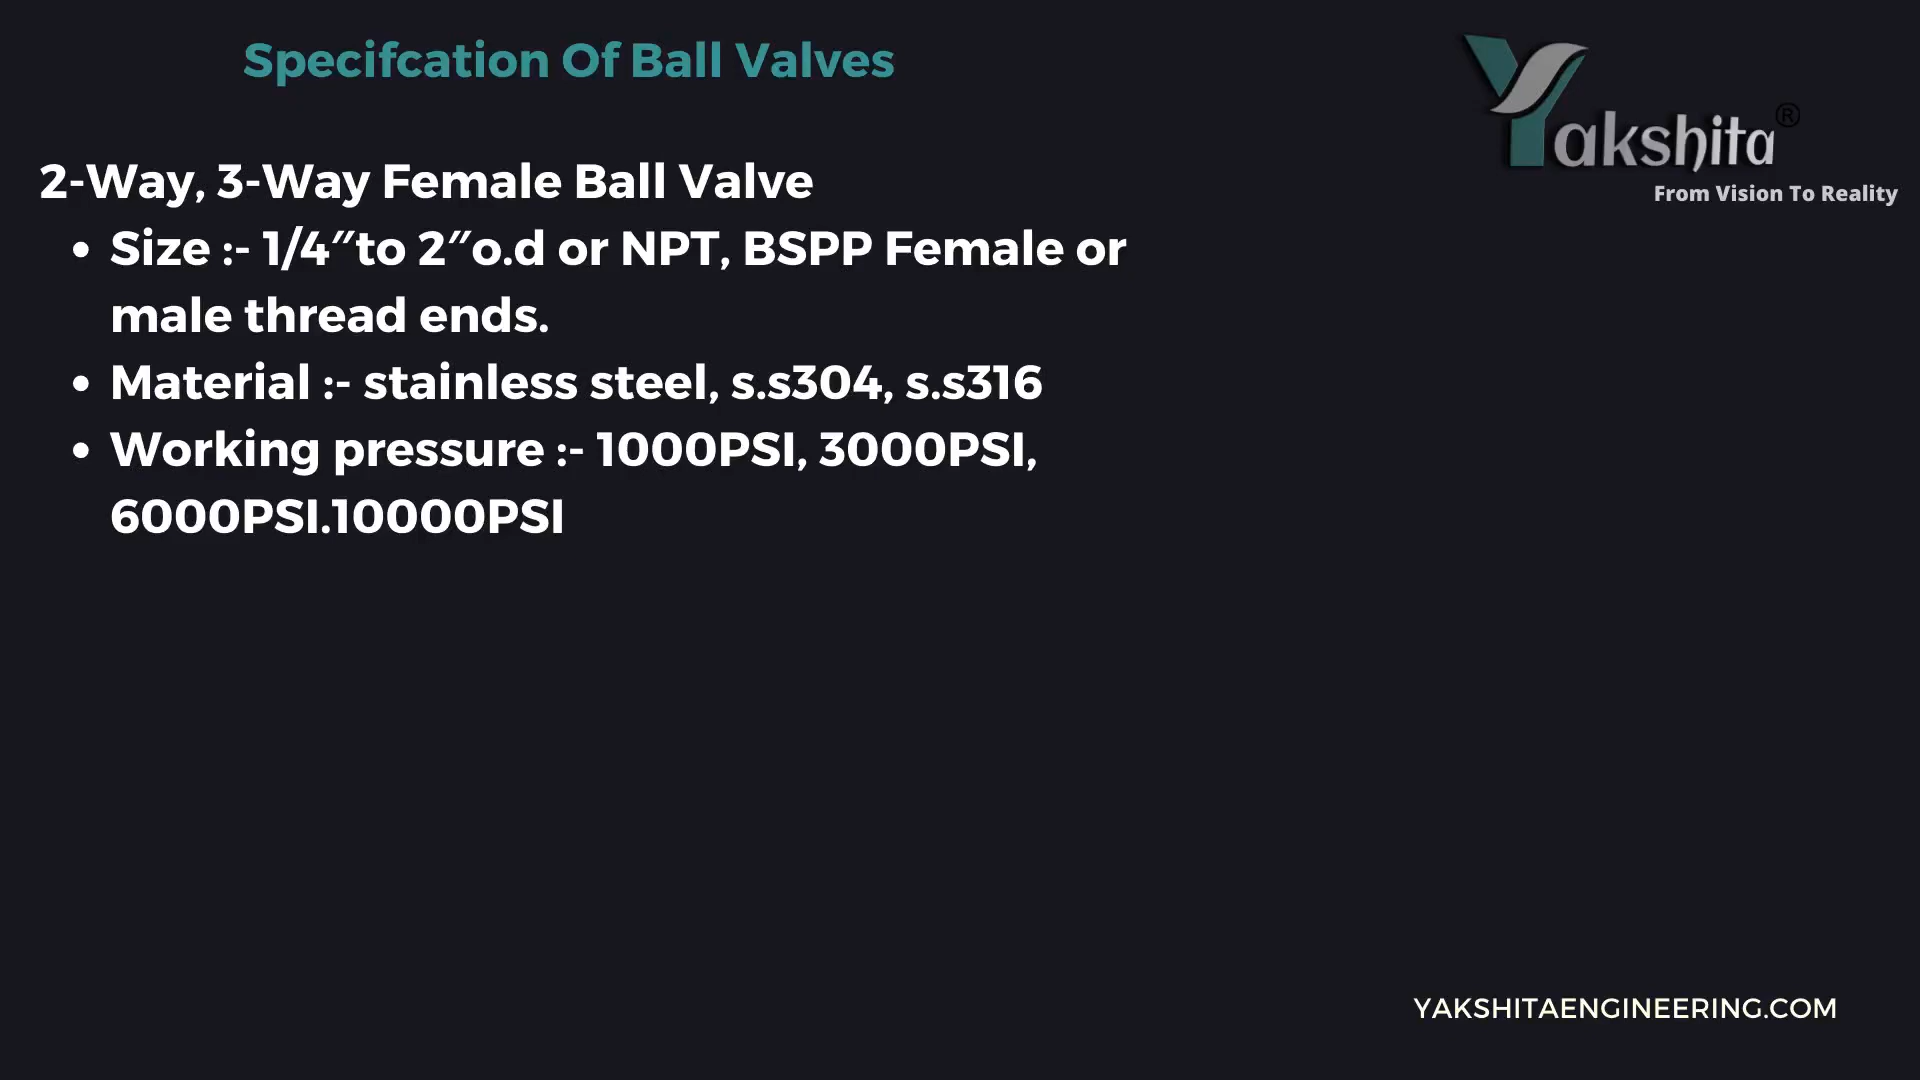 Specifcation Of Ball Valves
Yakshita®
From Vision To Reality
2-Way, 3-Way Female Ball Valve
• Size :- 1/4″to 2″o.d or NPT, BSPP Female or
male thread ends.
• Material :- stainless steel, s.s304, s.s316
• Working pressure :- 1000PSI, 3000PSI,
6000PSI.10000PSI
YAKSHITAENGINEERING.COM